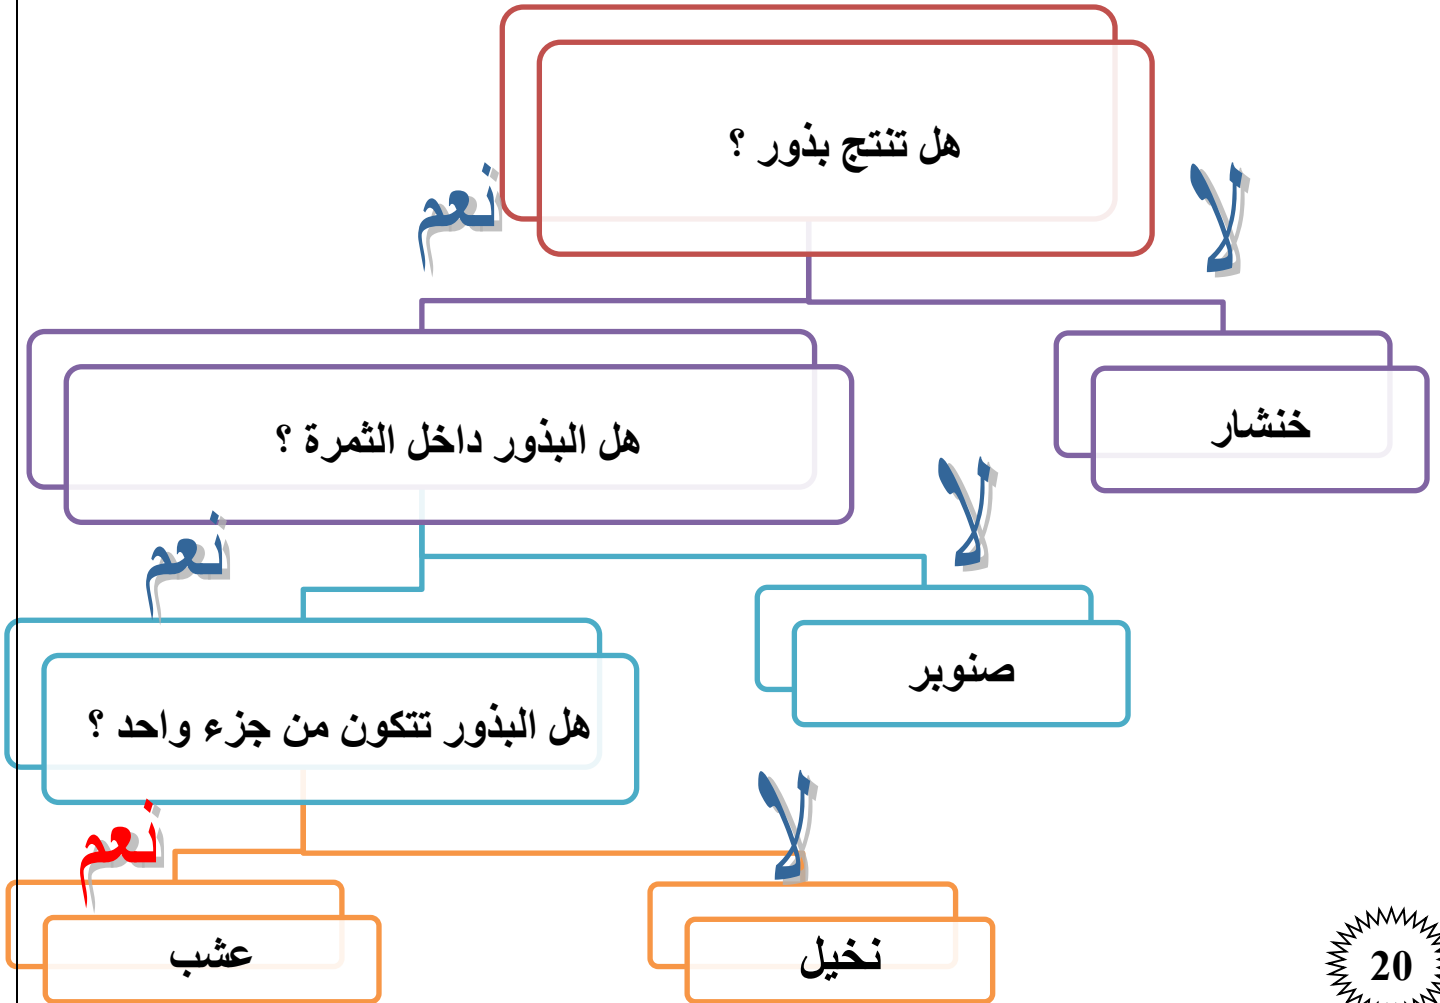 هل تنتج بذور ؟
نعم
لا
خنشار
هل البذور داخل الثمرة ؟
نعم
لا
صنوبر
هل البذور تتكون من جزء واحد ؟
نعم
لا
عشب
نخيل
20